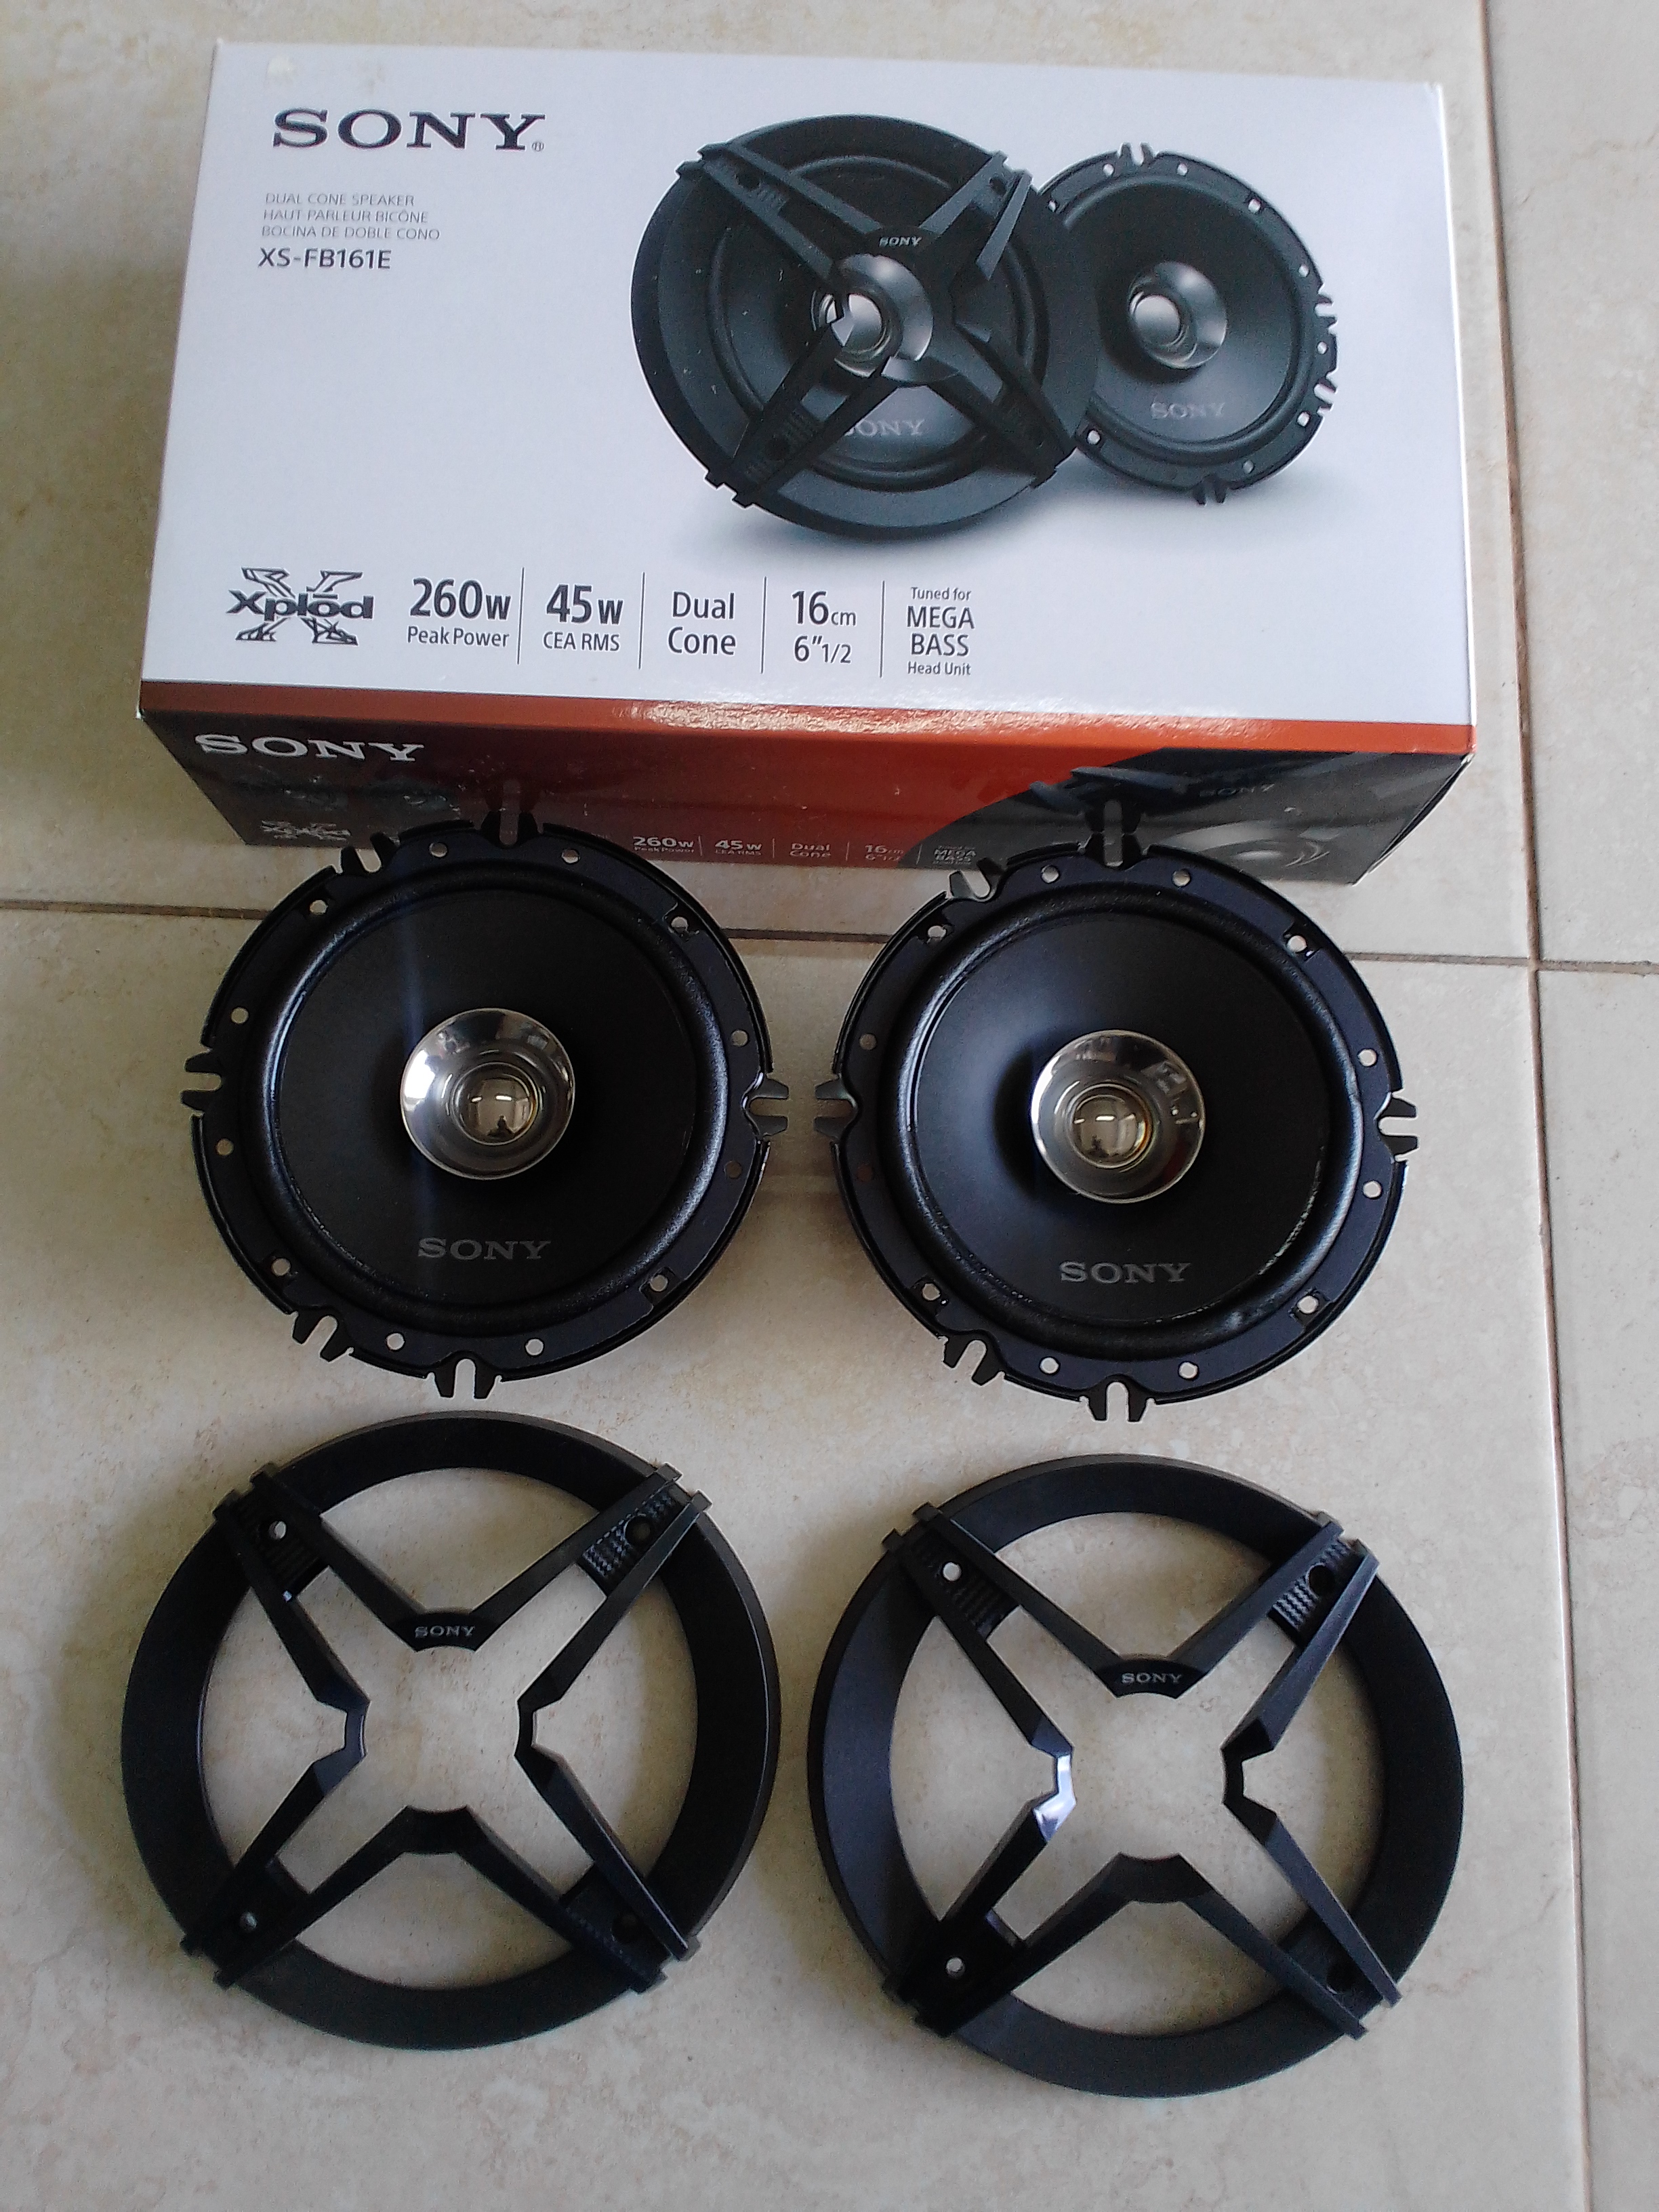 SONY®
DUAL CONE SPEAKER
HAUT-PARLEUR BICÔNE
BOCINA DE DOBLE CONO
XS-FB161E
SONY
SONY
SONY
Xplōd
260w
Peak Power
45w
CEA RMS
Dual
Cone
16cm
6"1/2
Tuned for
MEGA
BASS
Head Unit
SONY
SONY
Xplōd
260w
Peak Power
45w
CEA RMS
Dual
Cone
16cm
6"1/2
MEGA
BASS
SONY
SONY
SONY
SONY